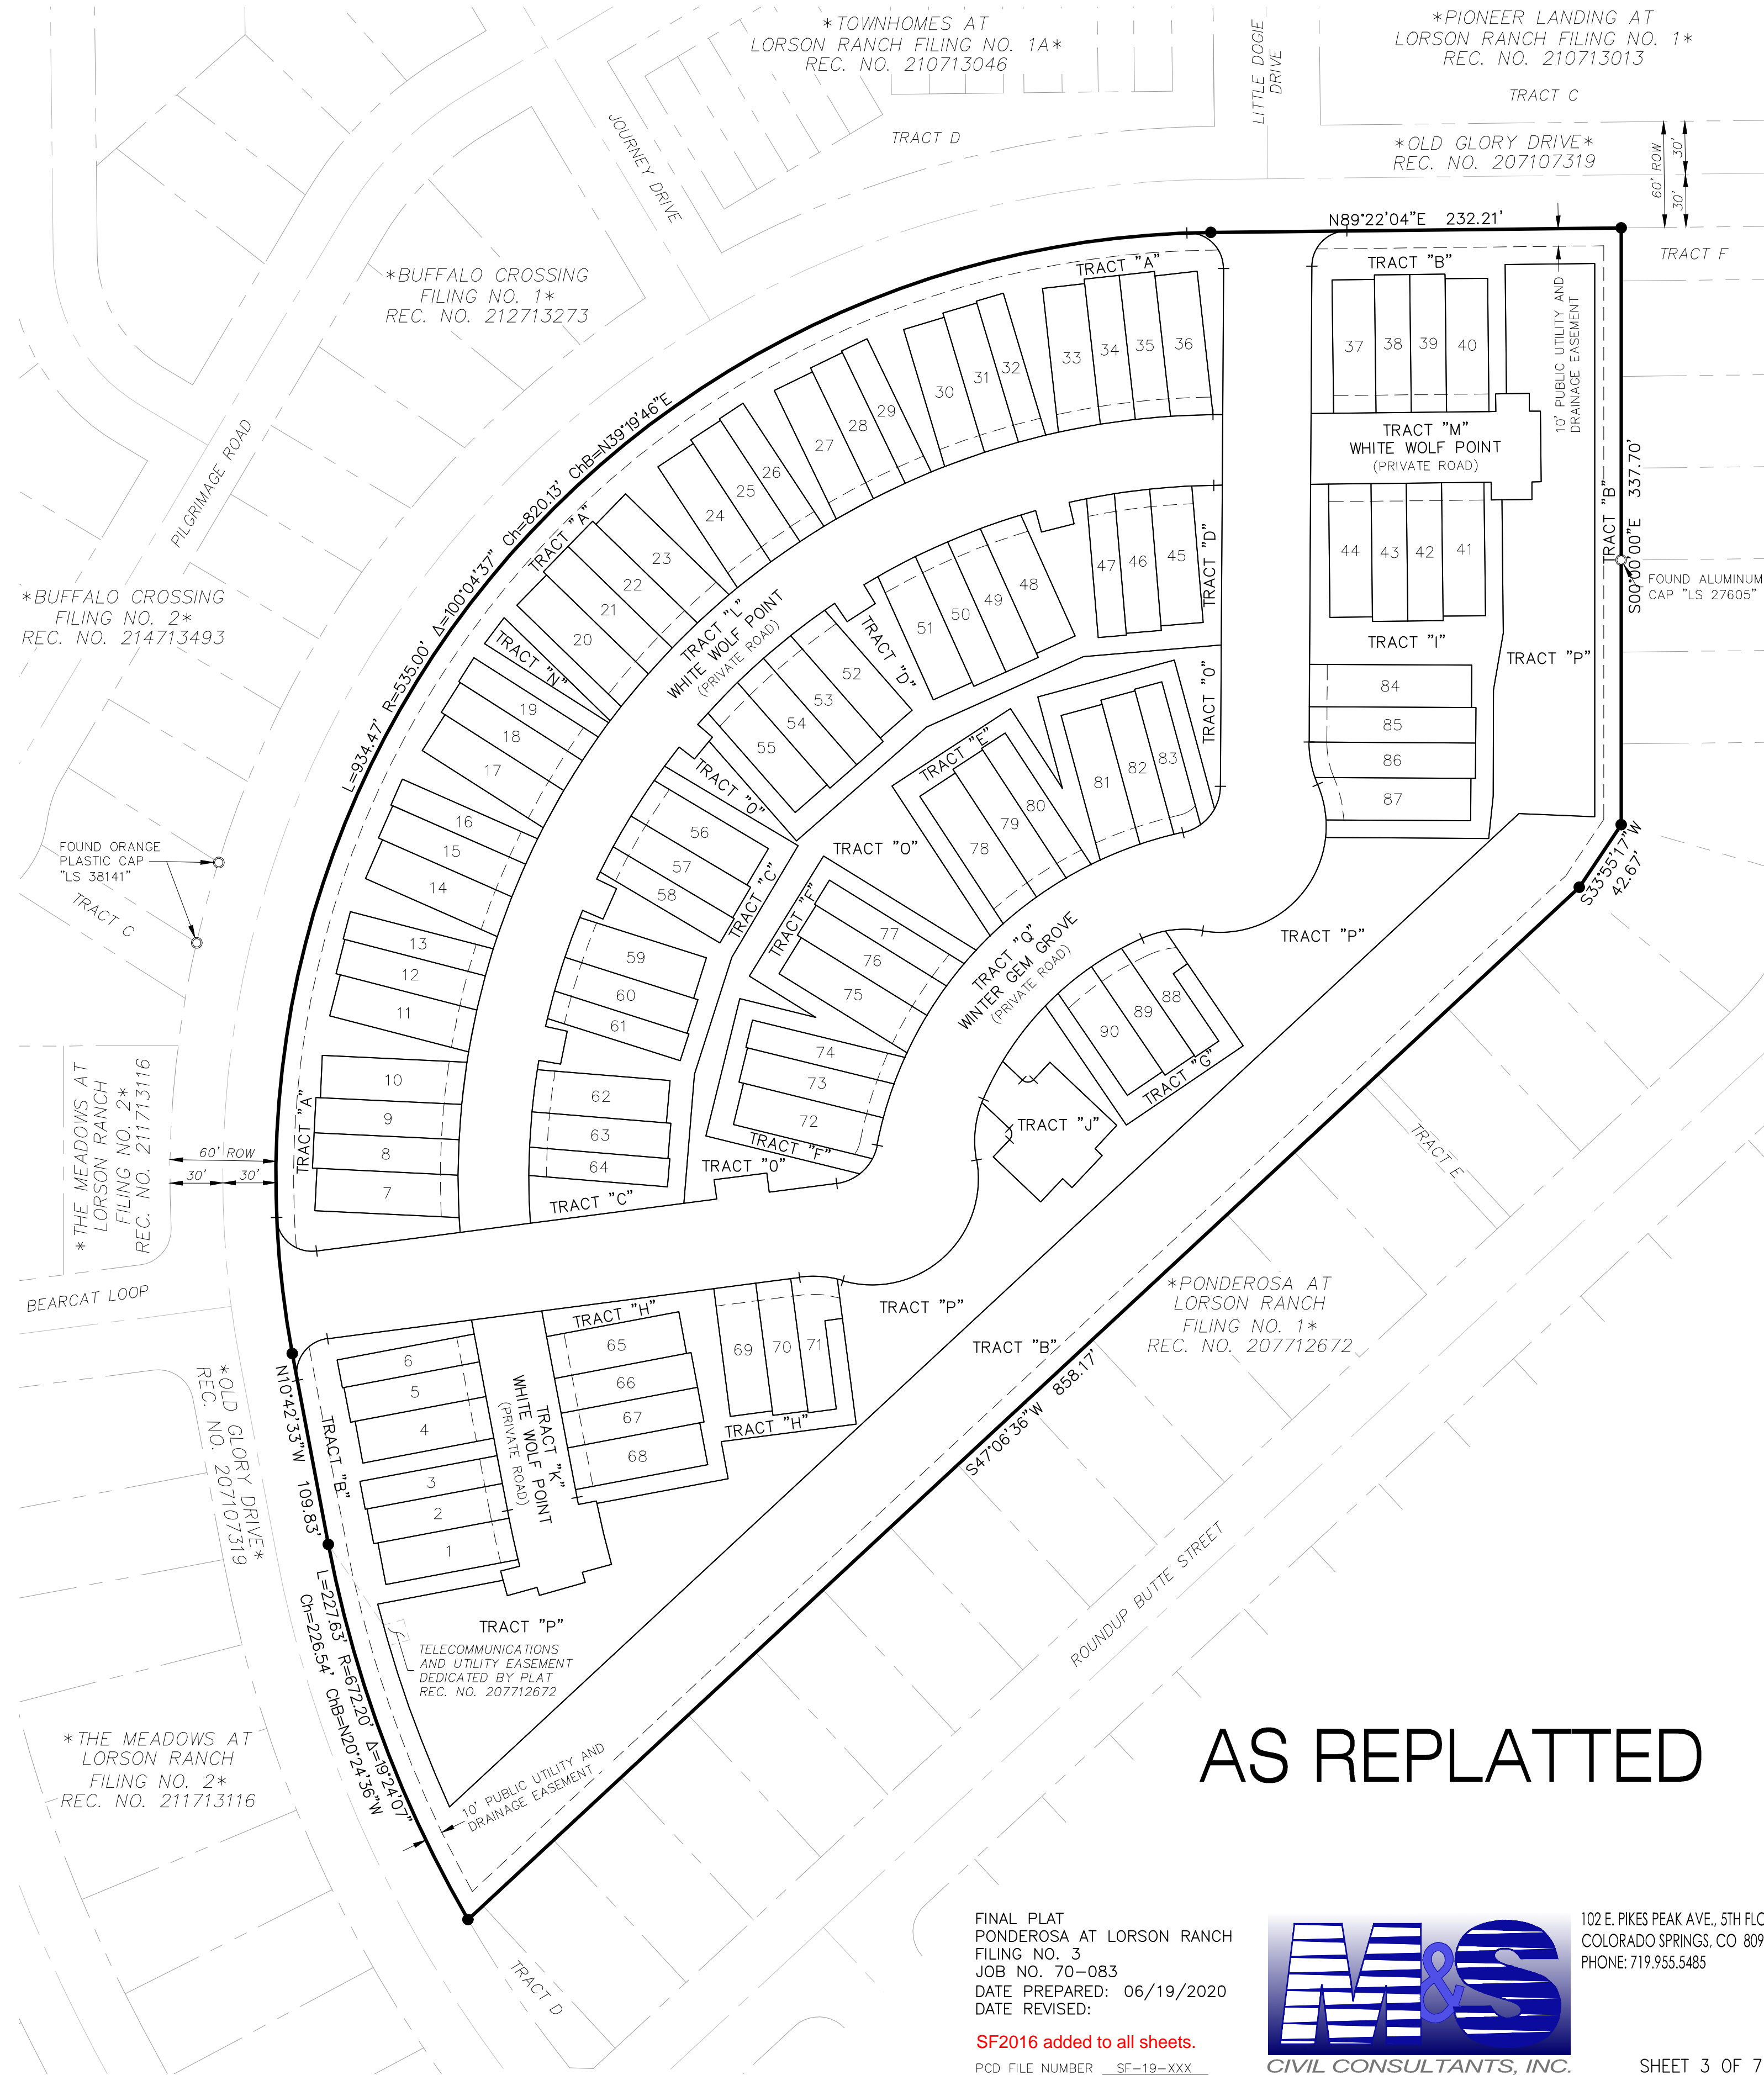 *TOWNHOMES AT
LORSON RANCH FILING NO. 1A*
REC. NO. 210713046
LITTLE DOGIE
DRIVE
*PIONEER LANDING AT
LORSON RANCH FILING NO. 1*
REC. NO. 210713013
TRACT C
JOURNEY DRIVE
TRACT D
*OLD GLORY DRIVE*
REC. NO. 207107319
60' ROW
30'
30'
N89°22'04"E 232.21'
TRACT F
*BUFFALO CROSSING
FILING NO. 1*
REC. NO. 212713273
TRACT "A"
TRACT "B"
10' PUBLIC UTILITY AND
DRAINAGE EASEMENT
33
34
35
36
37
38
39
40
30
31
32
27
28
29
24
25
26
L=934.47' R=535.00' Δ=100°04'37" Ch=820.13' ChB=N39°19'46"E
PILGRIMAGE ROAD
TRACT "M"
WHITE WOLF POINT
(PRIVATE ROAD)
S00°00'00"E 337.70'
TRACT "B"
FOUND ALUMINUM
CAP "LS 27605"
TRACT "A"
23
22
21
20
44
43
42
41
47
46
45
TRACT "D"
51
50
49
48
*BUFFALO CROSSING
FILING NO. 2*
REC. NO. 214713493
TRACT "L"
WHITE WOLF POINT
(PRIVATE ROAD)
TRACT "D"
TRACT "I"
TRACT "P"
TRACT "N"
52
53
54
55
19
18
17
84
85
86
87
TRACT "O"
TRACT "E"
81
82
83
78
79
80
TRACT "O"
16
15
14
56
57
58
TRACT "C"
TRACT "O"
TRACT "F"
77
76
75
FOUND ORANGE
PLASTIC CAP
"LS 38141"
TRACT C
S33°55'17"W
42.67'
TRACT "P"
TRACT "Q"
WINTER GEM GROVE
(PRIVATE ROAD)
13
12
11
59
60
61
88
89
90
TRACT "G"
74
73
72
TRACT "F"
10
9
8
7
62
63
64
TRACT "J"
TRACT "A"
TRACT "O"
TRACT "C"
*THE MEADOWS AT
LORSON RANCH
FILING NO. 2*
REC. NO. 211713116
60' ROW
30'
30'
TRACT E
BEARCAT LOOP
*PONDEROSA AT
LORSON RANCH
FILING NO. 1*
REC. NO. 207712672
TRACT "P"
TRACT "B"
TRACT "H"
65
66
67
68
69
70
71
TRACT "H"
6
5
4
3
2
1
TRACT "K"
WHITE WOLF POINT
(PRIVATE ROAD)
N10°42'33"W 109.83'
TRACT "B"
*OLD GLORY DRIVE*
REC. NO. 207107319
S47°06'36"W 858.17'
ROUNDUP BUTTE STREET
L=227.63' R=672.20' Δ=19°24'07"
Ch=226.54' ChB=N20°24'36"W
TRACT "P"
TELECOMMUNICATIONS
AND UTILITY EASEMENT
DEDICATED BY PLAT
REC. NO. 207712672
*THE MEADOWS AT
LORSON RANCH
FILING NO. 2*
REC. NO. 211713116
10' PUBLIC UTILITY AND
DRAINAGE EASEMENT
AS REPLATTED
TRACT D
FINAL PLAT
PONDEROSA AT LORSON RANCH
FILING NO. 3
JOB NO. 70-083
DATE PREPARED: 06/19/2020
DATE REVISED:
SF2016 added to all sheets.
PCD FILE NUMBER SF-19-XXX
M&S
CIVIL CONSULTANTS, INC.
102 E. PIKES PEAK AVE., 5TH FLO
COLORADO SPRINGS, CO 809
PHONE: 719.955.5485
SHEET 3 OF 7